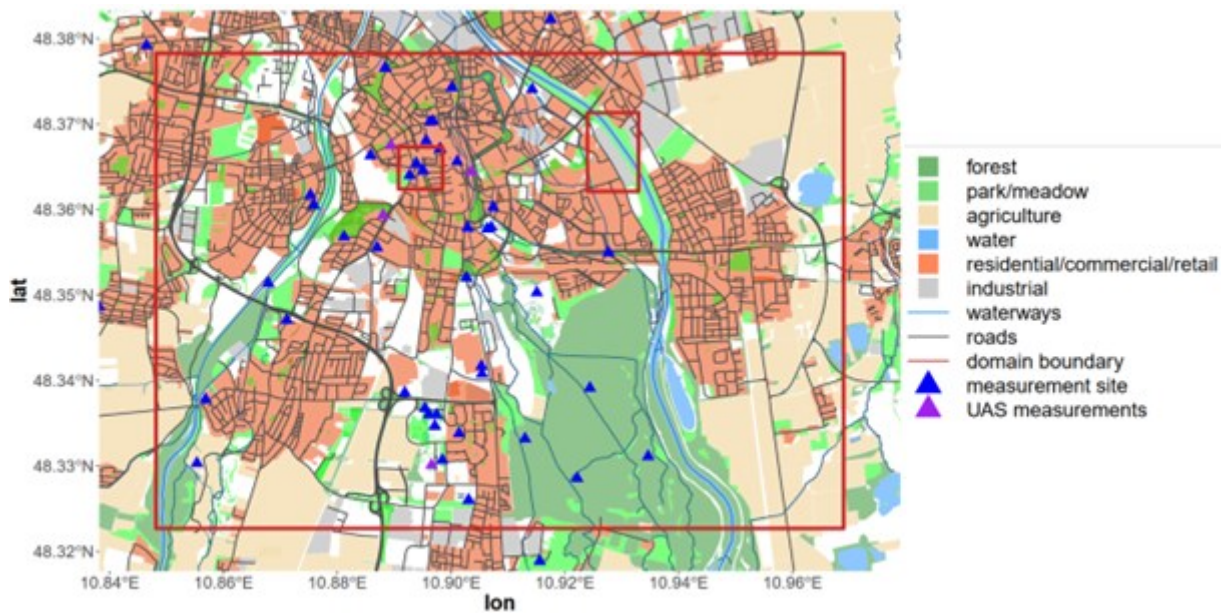 48.38°N
48.37°N
48.36°N
48.35°N
48.34°N
48.33°N
48.32°N
lat
10.84°E
10.86°E
10.88°E
10.90°E
10.92°E
10.94°E
10.96°E
lon
forest
park/meadow
agriculture
water
residential/commercial/retail
industrial
waterways
roads
domain boundary
measurement site
UAS measurements